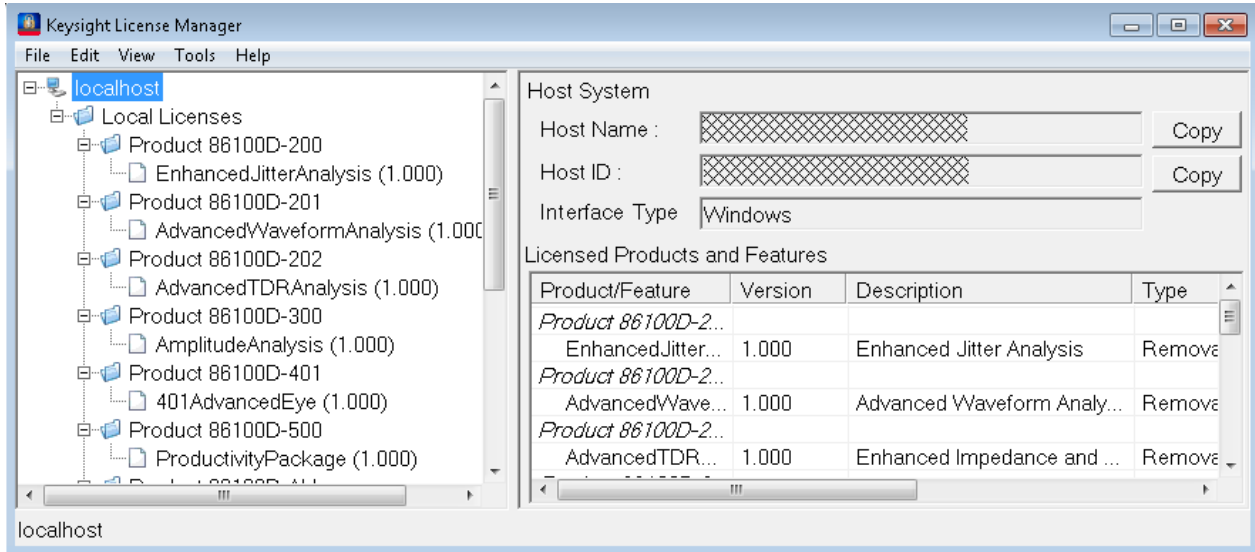 Keysight License Manager
File Edit View Tools Help
localhost
Local Licenses
Product 86100D-200
EnhancedJitterAnalysis (1.000)
Product 86100D-201
AdvancedWaveformAnalysis (1.000
Product 86100D-202
AdvancedTDRAnalysis (1.000)
Product 86100D-300
AmplitudeAnalysis (1.000)
Product 86100D-401
401AdvancedEye (1.000)
Product 86100D-500
ProductivityPackage (1.000)
Host System
Host Name : Copy
Host ID : Copy
Interface Type Windows
Licensed Products and Features
Product/Feature Version Description Type
Product 86100D-2...
EnhancedJitter... 1.000 Enhanced Jitter Analysis Remova
Product 86100D-2...
AdvancedWave... 1.000 Advanced Waveform Analy... Remova
Product 86100D-2...
AdvancedTDR... 1.000 Enhanced Impedance and ... Remova
localhost